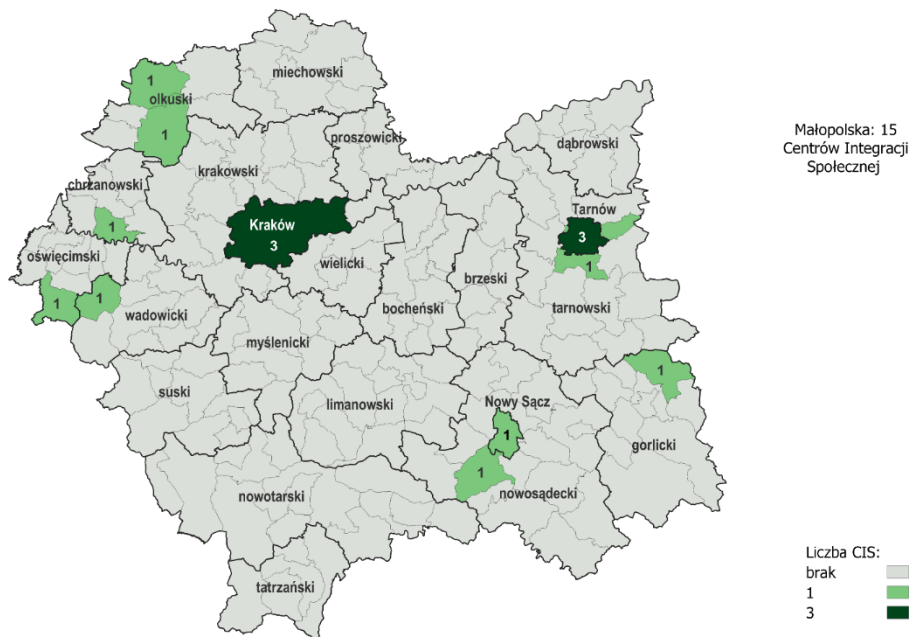 miechowski
1
olkuski
1
proszowicki
dąbrowski
Małopolska: 15
Centrów Integracji
Społecznej
krakowski
chrzanowski
1
Kraków
3
Tarnów
3
1
oświęcimski
wielicki
brzeski
1
1
wadowicki
bocheński
tarnowski
myślenicki
1
suski
limanowski
Nowy Sącz
1
gorlicki
1
nowotarski
nowosądecki
tatrzański
Liczba CIS:
brak
1
3